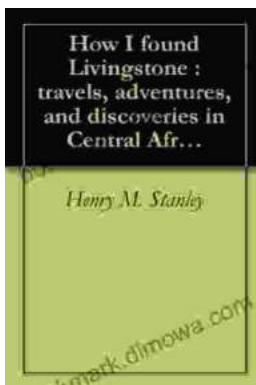 How I found
Livingstone :
travels, adventures,
and discoveries in
Central Afr...
Henry M. Stanley
mark.dimowa.com